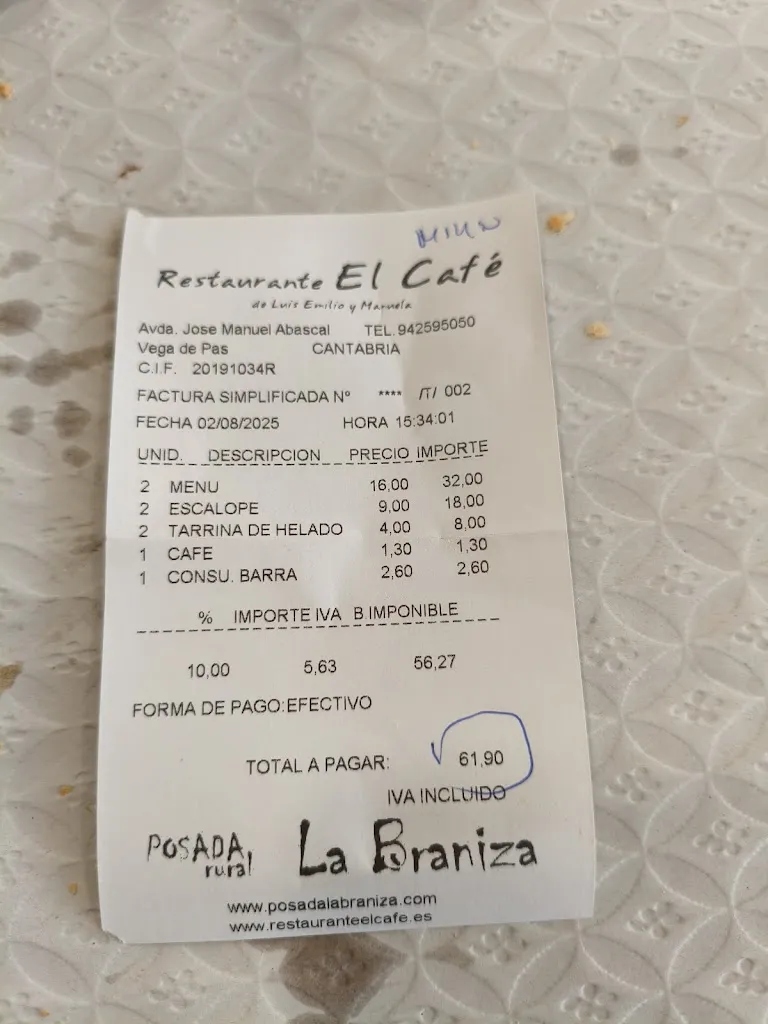 Restaurante El Café
de Luis Emilio y Manuela
Avda. Jose Manuel Abascal TEL. 942595050
Vega de Pas CANTABRIA
C.I.F. 20191034R
FACTURA SIMPLIFICADA Nº **** /T/ 002
FECHA 02/08/2025 HORA 15:34:01
UNID. DESCRIPCION PRECIO IMPORTE
2 MENU 16,00 32,00
2 ESCALOPE 9,00 18,00
2 TARRINA DE HELADO 4,00 8,00
1 CAFE 1,30 1,30
1 CONSU. BARRA 2,60 2,60
% IMPORTE IVA B.IMPONIBLE
10,00 5,63 56,27
FORMA DE PAGO:EFECTIVO
TOTAL A PAGAR: 61,90
IVA INCLUIDO
POSADA rural La Braniza
www.posadalabraniza.com
www.restauranteelcafe.es